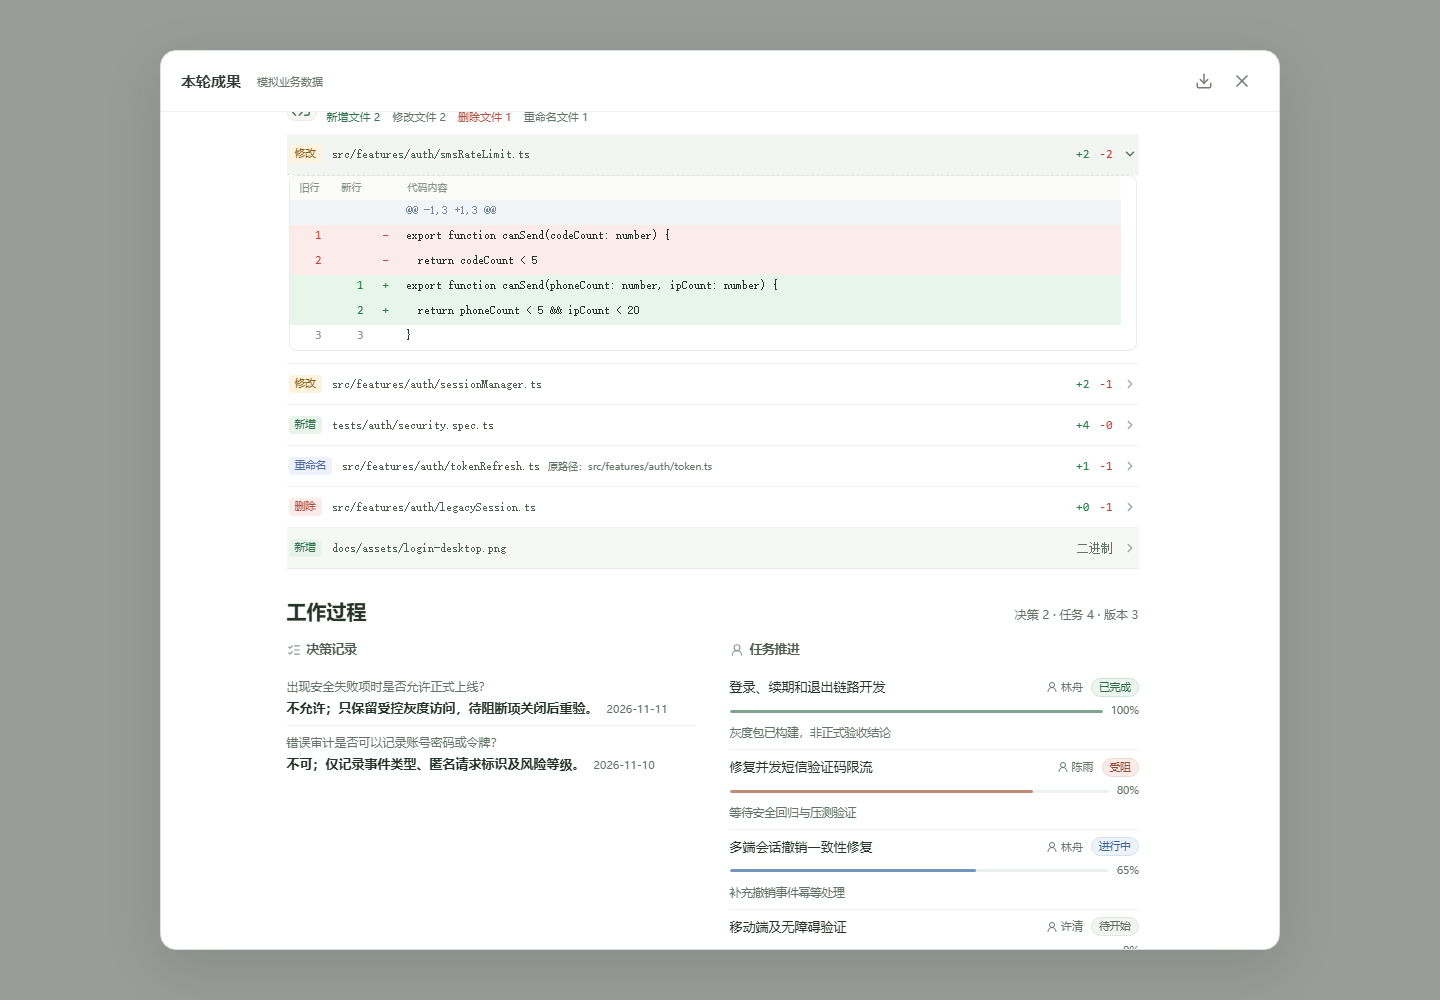 本轮成果 模拟业务数据
新增文件 2 修改文件 2 删除文件 1 重命名文件 1
修改 src/features/auth/smsRateLimit.ts +2 -2
旧行 新行 代码内容
@@ -1,3 +1,3 @@
1 - export function canSend(codeCount: number) {
2 - return codeCount < 5
1 + export function canSend(phoneCount: number, ipCount: number) {
2 + return phoneCount < 5 && ipCount < 20
3 3 }
修改 src/features/auth/sessionManager.ts +2 -1
新增 tests/auth/security.spec.ts +4 -0
重命名 src/features/auth/tokenRefresh.ts 原路径: src/features/auth/token.ts +1 -1
删除 src/features/auth/legacySession.ts +0 -1
新增 docs/assets/login-desktop.png 二进制
工作过程 决策 2 · 任务 4 · 版本 3
决策记录
出现安全失败项时是否允许正式上线?
不允许；只保留受控灰度访问，待阻断项关闭后重验。 2026-11-11
错误审计是否可以记录账号密码或令牌?
不可；仅记录事件类型、匿名请求标识及风险等级。 2026-11-10
任务推进
登录、续期和退出链路开发 林舟 已完成
100%
灰度包已构建，非正式验收结论
修复并发短信验证码限流 陈雨 受阻
80%
等待安全回归与压测验证
多端会话撤销一致性修复 林舟 进行中
65%
补充撤销事件幂等处理
移动端及无障碍验证 许清 待开始